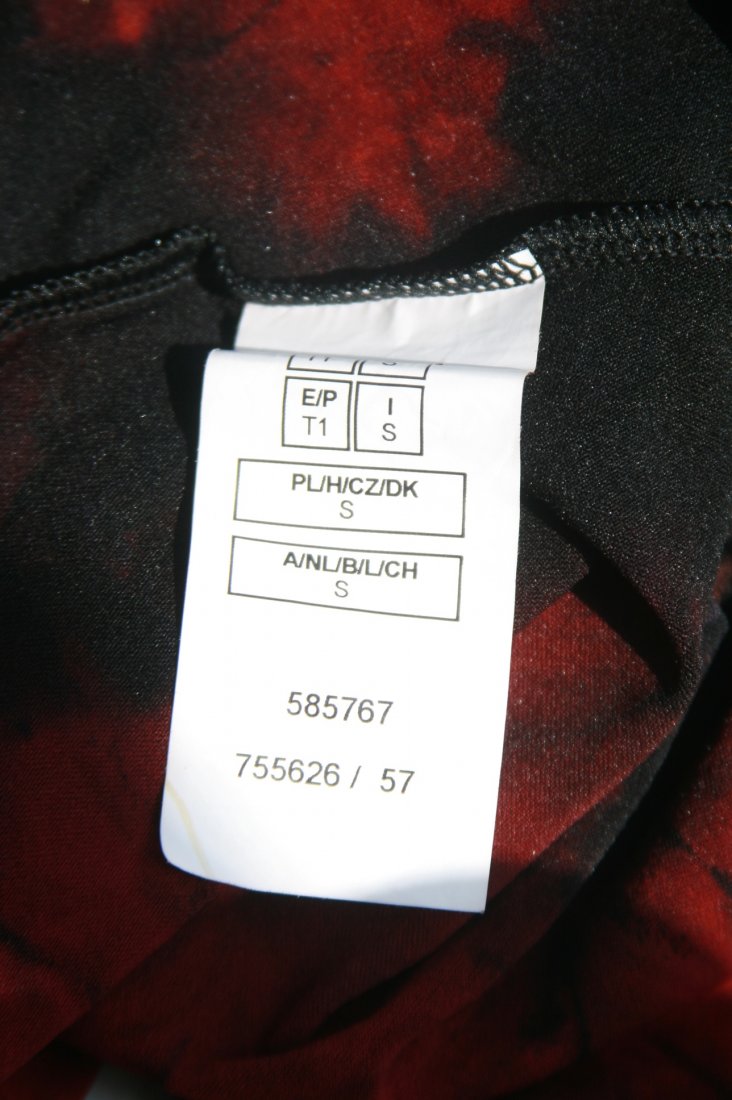 E/P I
T1 S
PL/H/CZ/DK
S
A/NL/B/L/CH
S
585767
755626 / 57